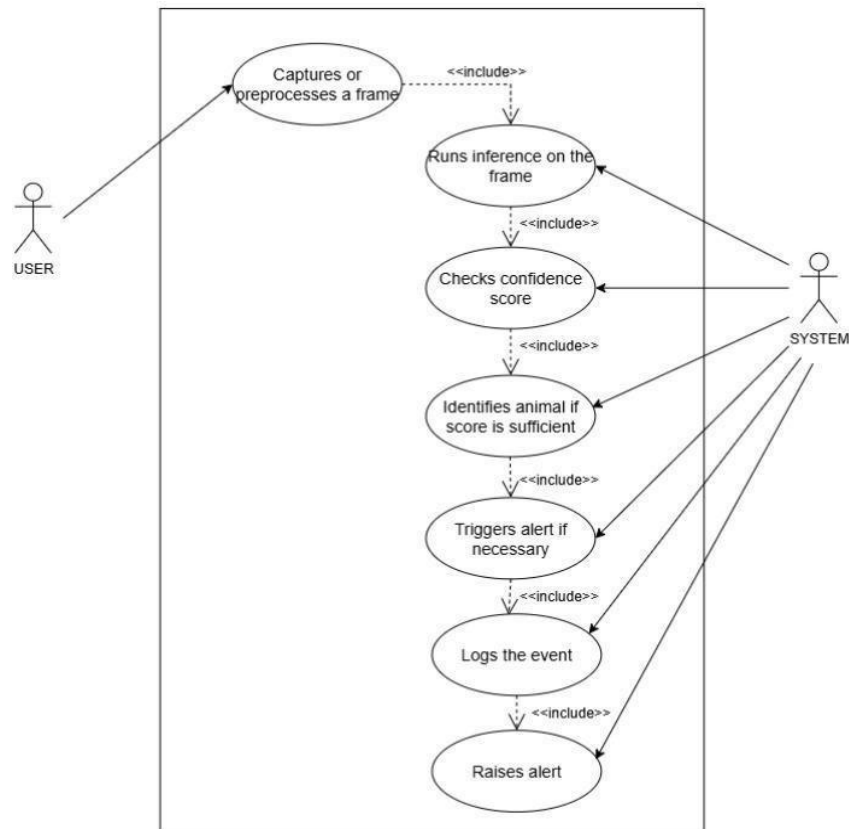 Captures or
preprocesses a frame
<<include>>
Runs inference on the
frame
<<include>>
USER
Checks confidence
score
SYSTEM
<<include>>
Identifies animal if
score is sufficient
<<include>>
Triggers alert if
necessary
<<include>>
Logs the event
<<include>>
Raises alert